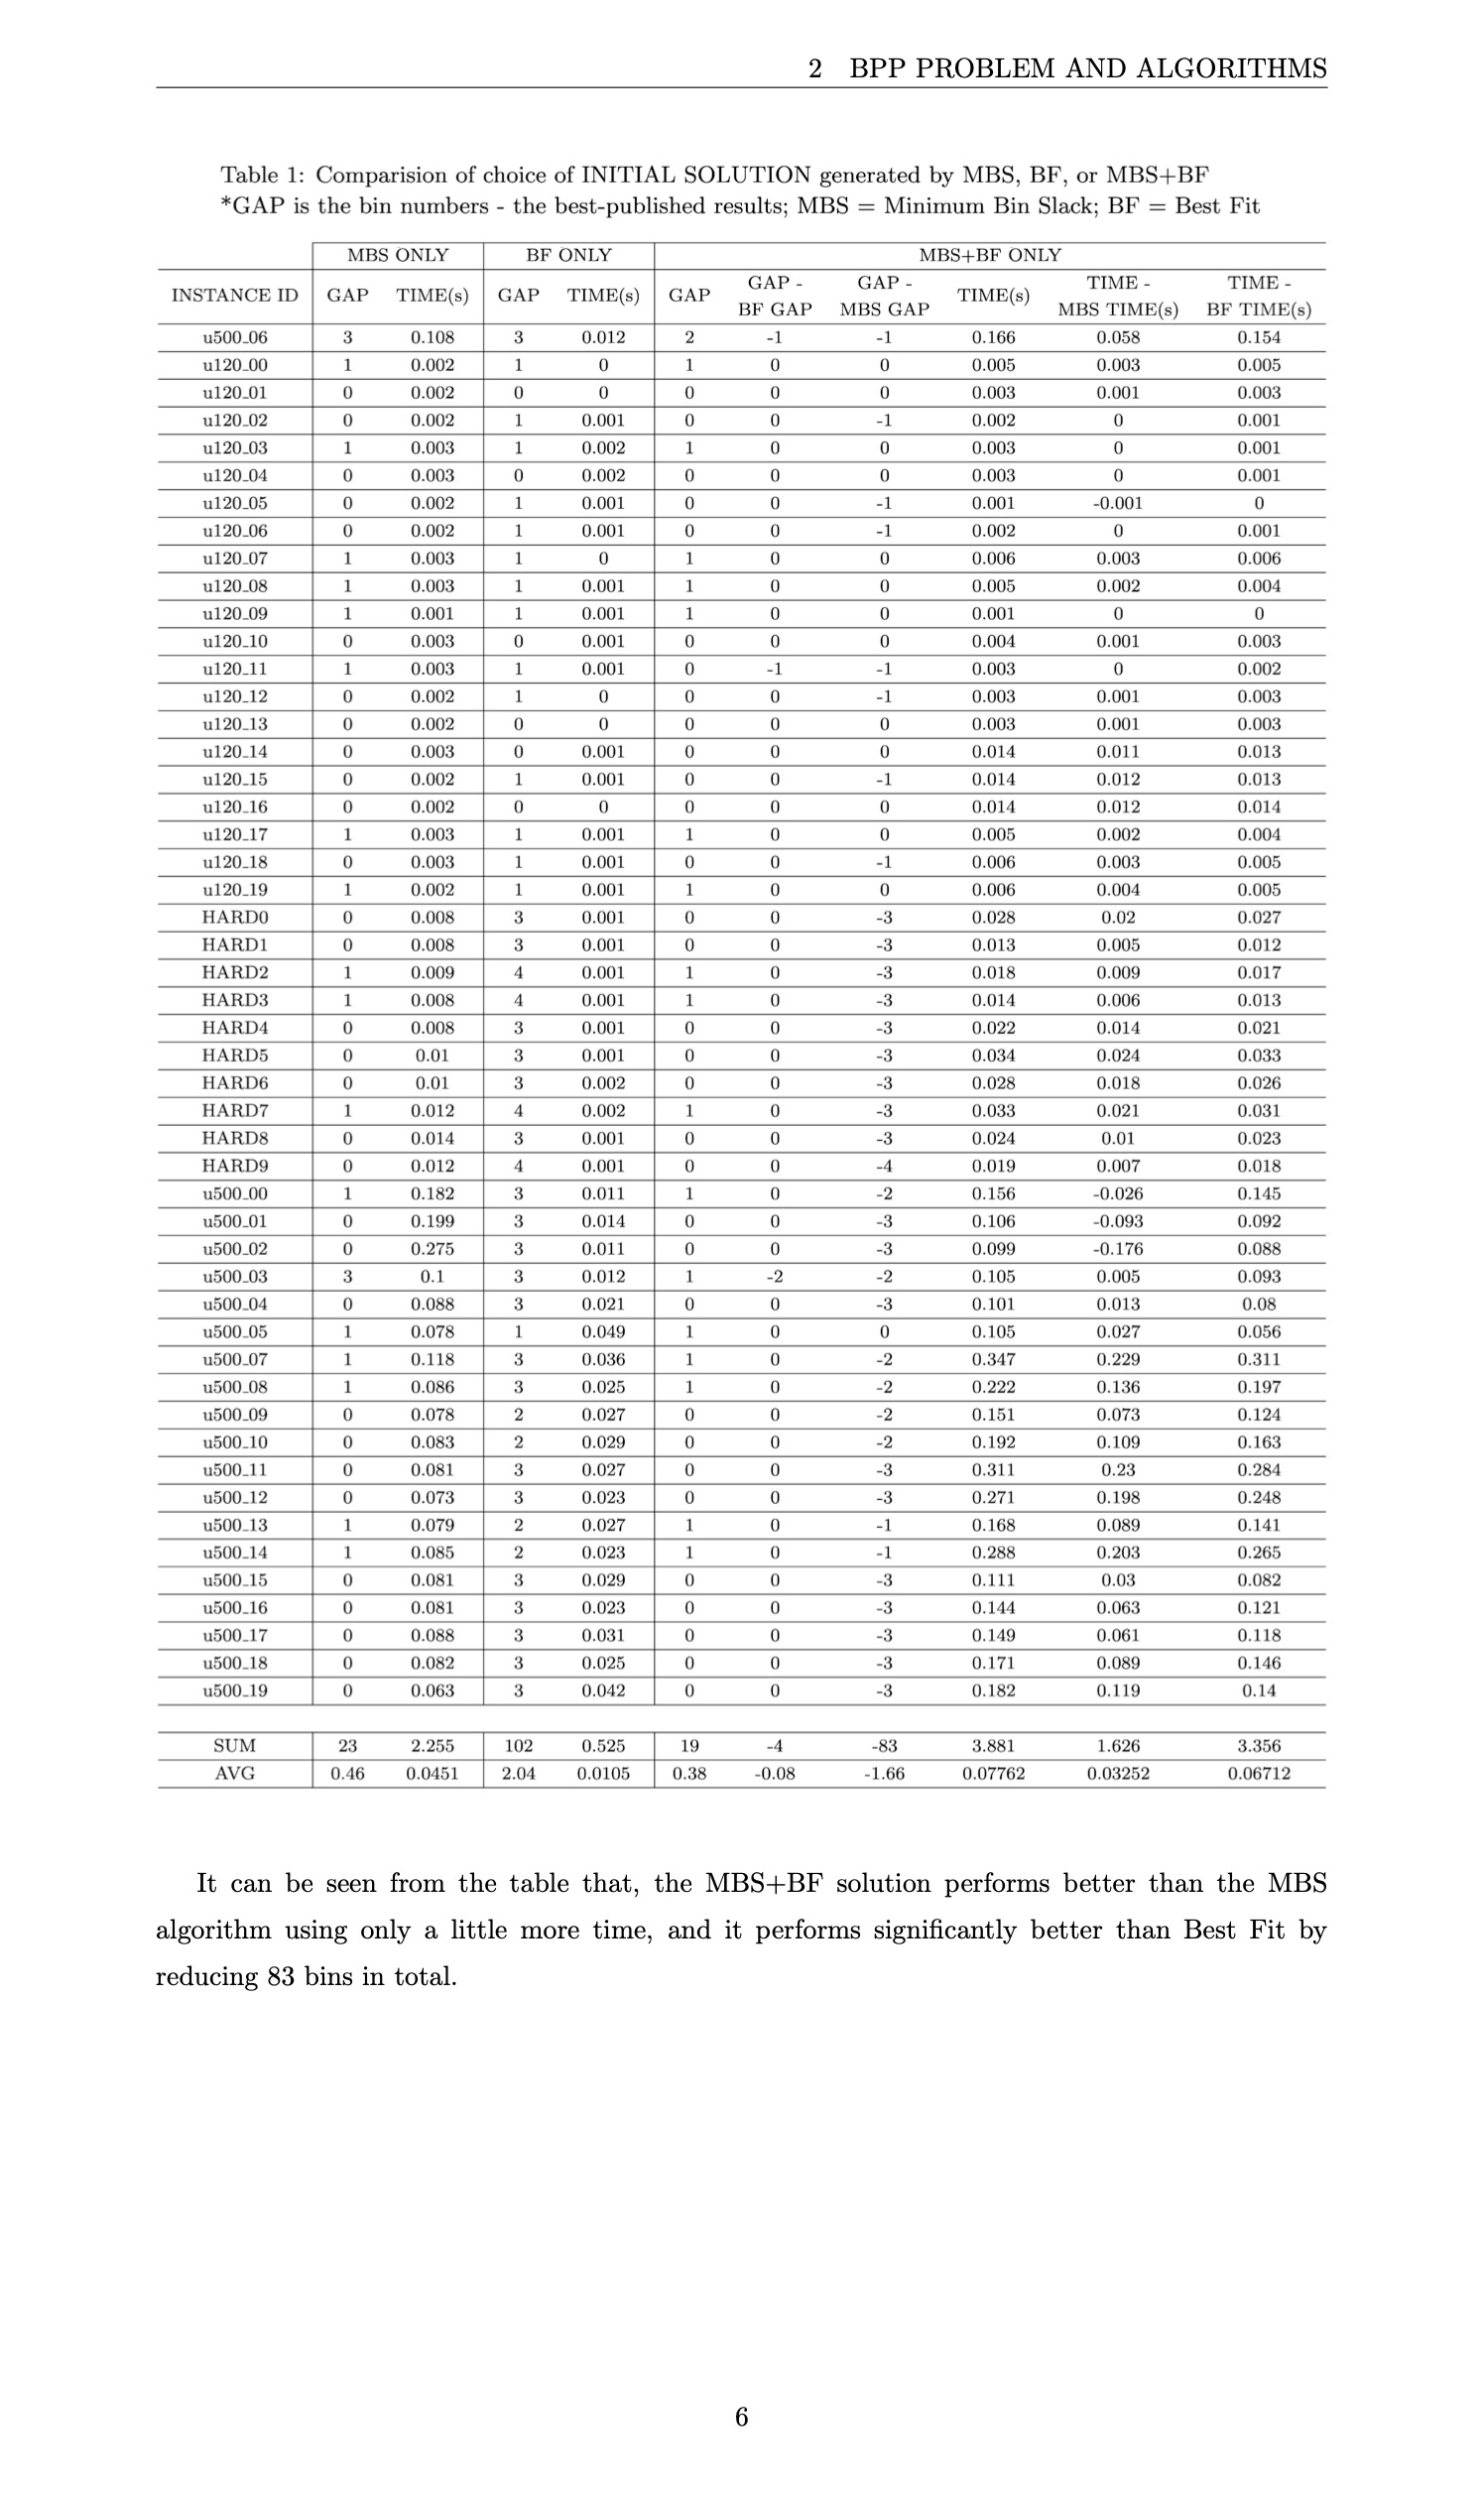 2 BPP PROBLEM AND ALGORITHMS
Table 1: Comparision of choice of INITIAL SOLUTION generated by MBS, BF, or MBS+BF
*GAP is the bin numbers - the best-published results; MBS = Minimum Bin Slack; BF = Best Fit
MBS ONLY BF ONLY MBS+BF ONLY
INSTANCE ID GAP TIME(s) GAP TIME(s) GAP GAP - BF GAP GAP - MBS GAP TIME(s) TIME - MBS TIME(s) TIME - BF TIME(s)
u500_06 3 0.108 3 0.012 2 -1 -1 0.166 0.058 0.154
u120_00 1 0.002 1 0 1 0 0 0.005 0.003 0.005
u120_01 0 0.002 0 0 0 0 0 0.003 0.001 0.003
u120_02 0 0.002 1 0.001 0 0 -1 0.002 0 0.001
u120_03 1 0.003 1 0.002 1 0 0 0.003 0 0.001
u120_04 0 0.003 0 0.002 0 0 0 0.003 0 0.001
u120_05 0 0.002 1 0.001 0 0 -1 0.001 -0.001 0
u120_06 0 0.002 1 0.001 0 0 -1 0.002 0 0.001
u120_07 1 0.003 1 0 1 0 0 0.006 0.003 0.006
u120_08 1 0.003 1 0.001 1 0 0 0.005 0.002 0.004
u120_09 1 0.001 1 0.001 1 0 0 0.001 0 0
u120_10 0 0.003 0 0.001 0 0 0 0.004 0.001 0.003
u120_11 1 0.003 1 0.001 0 -1 -1 0.003 0 0.002
u120_12 0 0.002 1 0 0 0 -1 0.003 0.001 0.003
u120_13 0 0.002 0 0 0 0 0 0.003 0.001 0.003
u120_14 0 0.003 0 0.001 0 0 0 0.014 0.011 0.013
u120_15 0 0.002 1 0.001 0 0 -1 0.014 0.012 0.013
u120_16 0 0.002 0 0 0 0 0 0.014 0.012 0.014
u120_17 1 0.003 1 0.001 1 0 0 0.005 0.002 0.004
u120_18 0 0.003 1 0.001 0 0 -1 0.006 0.003 0.005
u120_19 1 0.002 1 0.001 1 0 0 0.006 0.004 0.005
HARD0 0 0.008 3 0.001 0 0 -3 0.028 0.02 0.027
HARD1 0 0.008 3 0.001 0 0 -3 0.013 0.005 0.012
HARD2 1 0.009 4 0.001 1 0 -3 0.018 0.009 0.017
HARD3 1 0.008 4 0.001 1 0 -3 0.014 0.006 0.013
HARD4 0 0.008 3 0.001 0 0 -3 0.022 0.014 0.021
HARD5 0 0.01 3 0.001 0 0 -3 0.034 0.024 0.033
HARD6 0 0.01 3 0.002 0 0 -3 0.028 0.018 0.026
HARD7 1 0.012 4 0.002 1 0 -3 0.033 0.021 0.031
HARD8 0 0.014 3 0.001 0 0 -3 0.024 0.01 0.023
HARD9 0 0.012 4 0.001 0 0 -4 0.019 0.007 0.018
u500_00 1 0.182 3 0.011 1 0 -2 0.156 -0.026 0.145
u500_01 0 0.199 3 0.014 0 0 -3 0.106 -0.093 0.092
u500_02 0 0.275 3 0.011 0 0 -3 0.099 -0.176 0.088
u500_03 3 0.1 3 0.012 1 -2 -2 0.105 0.005 0.093
u500_04 0 0.088 3 0.021 0 0 -3 0.101 0.013 0.08
u500_05 1 0.078 1 0.049 1 0 0 0.105 0.027 0.056
u500_07 1 0.118 3 0.036 1 0 -2 0.347 0.229 0.311
u500_08 1 0.086 3 0.025 1 0 -2 0.222 0.136 0.197
u500_09 0 0.078 2 0.027 0 0 -2 0.151 0.073 0.124
u500_10 0 0.083 2 0.029 0 0 -2 0.192 0.109 0.163
u500_11 0 0.081 3 0.027 0 0 -3 0.311 0.23 0.284
u500_12 0 0.073 3 0.023 0 0 -3 0.271 0.198 0.248
u500_13 1 0.079 2 0.027 1 0 -1 0.168 0.089 0.141
u500_14 1 0.085 2 0.023 1 0 -1 0.288 0.203 0.265
u500_15 0 0.081 3 0.029 0 0 -3 0.111 0.03 0.082
u500_16 0 0.081 3 0.023 0 0 -3 0.144 0.063 0.121
u500_17 0 0.088 3 0.031 0 0 -3 0.149 0.061 0.118
u500_18 0 0.082 3 0.025 0 0 -3 0.171 0.089 0.146
u500_19 0 0.063 3 0.042 0 0 -3 0.182 0.119 0.14
SUM 23 2.255 102 0.525 19 -4 -83 3.881 1.626 3.356
AVG 0.46 0.0451 2.04 0.0105 0.38 -0.08 -1.66 0.07762 0.03252 0.06712
It can be seen from the table that, the MBS+BF solution performs better than the MBS
algorithm using only a little more time, and it performs significantly better than Best Fit by
reducing 83 bins in total.
6